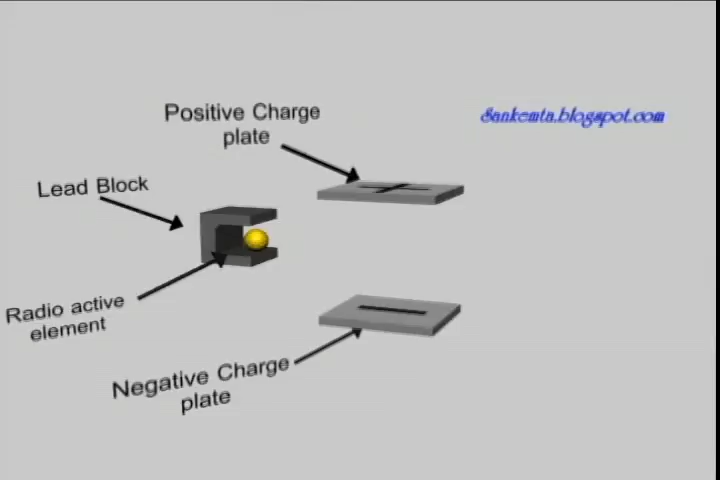 Positive Charge
plate
Sankemta.blogspot.com
Lead Block
Radio active
element
Negative Charge
plate